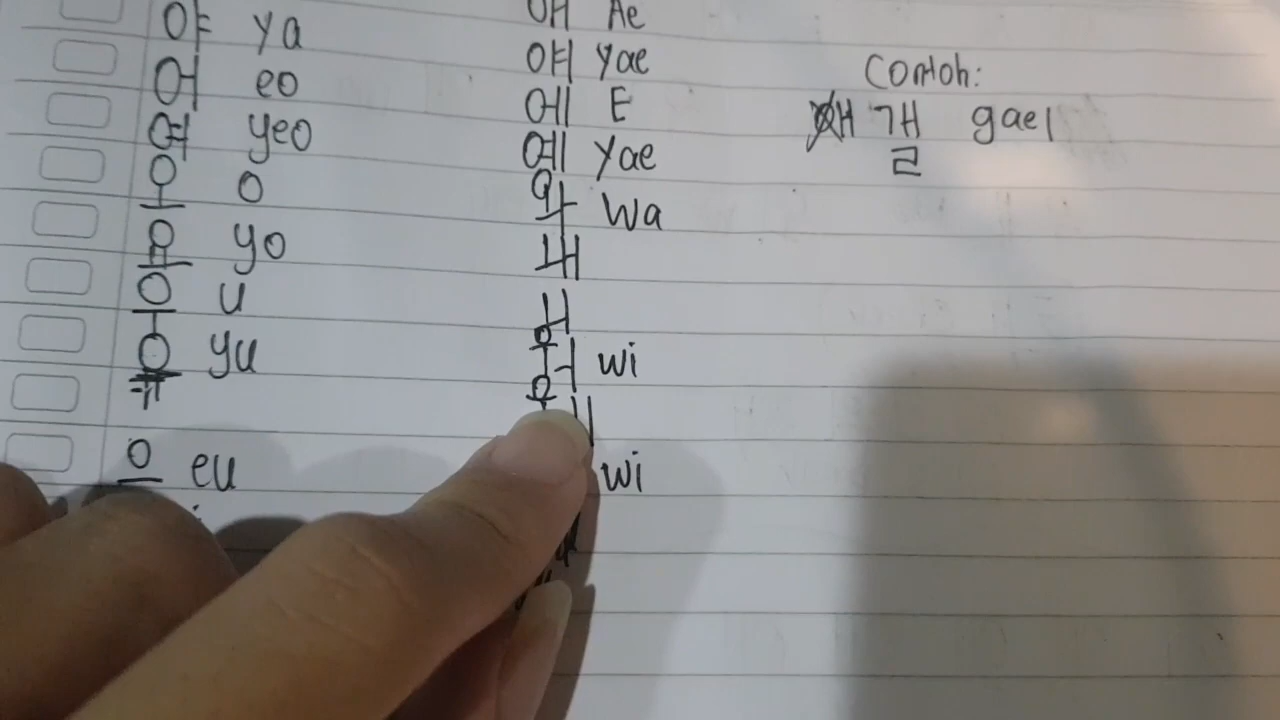 야 ya
어 eo
여 yeo
오 o
요 yo
우 u
유 yu
으 eu
애 Ae
얘 Yae
에 E
예 Yae
와 Wa
ㅙ
위 wi
wi
Contoh:
걜 gael